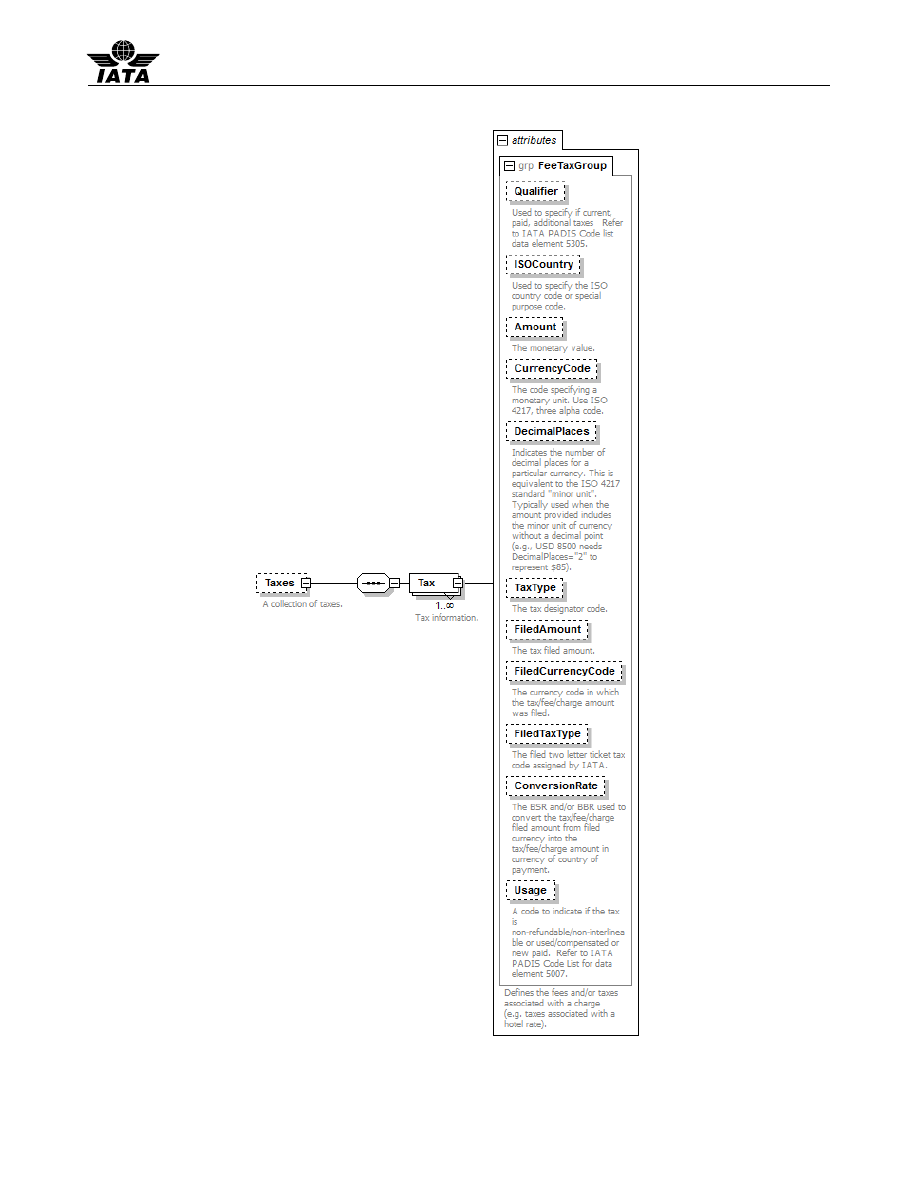 IATA
attributes
grp FeeTaxGroup
Qualifier
Used to specify if current,
paid, additional taxes Refer
to IATA PADIS Code list
data element 5305.
ISOCountry
Used to specify the ISO
country code or special
purpose code.
Amount
The monetary value.
CurrencyCode
The code specifying a
monetary unit. Use ISO
4217, three alpha code.
DecimalPlaces
Indicates the number of
decimal places for a
particular currency. This is
equivalent to the ISO 4217
standard "minor unit".
Typically used when the
amount provided includes
the minor unit of currency
without a decimal point
(e.g., USD 8500 needs
DecimalPlaces="2" to
represent $85).
Taxes
A collection of taxes.
Tax
1..∞
Tax information.
TaxType
The tax designator code.
FiledAmount
The tax filed amount.
FiledCurrencyCode
The currency code in which
the tax/fee/charge amount
was filed.
FiledTaxType
The filed two letter ticket tax
code assigned by IATA.
ConversionRate
The BSR and/or BBR used to
convert the tax/fee/charge
filed amount from filed
currency into the
tax/fee/charge amount in
currency of country of
payment.
Usage
A code to indicate if the tax
is
non-refundable/non-interlinea
ble or used/compensated or
new paid. Refer to IATA
PADIS Code List for data
element 5007.
Defines the fees and/or taxes
associated with a charge
(e.g. taxes associated with a
hotel rate).